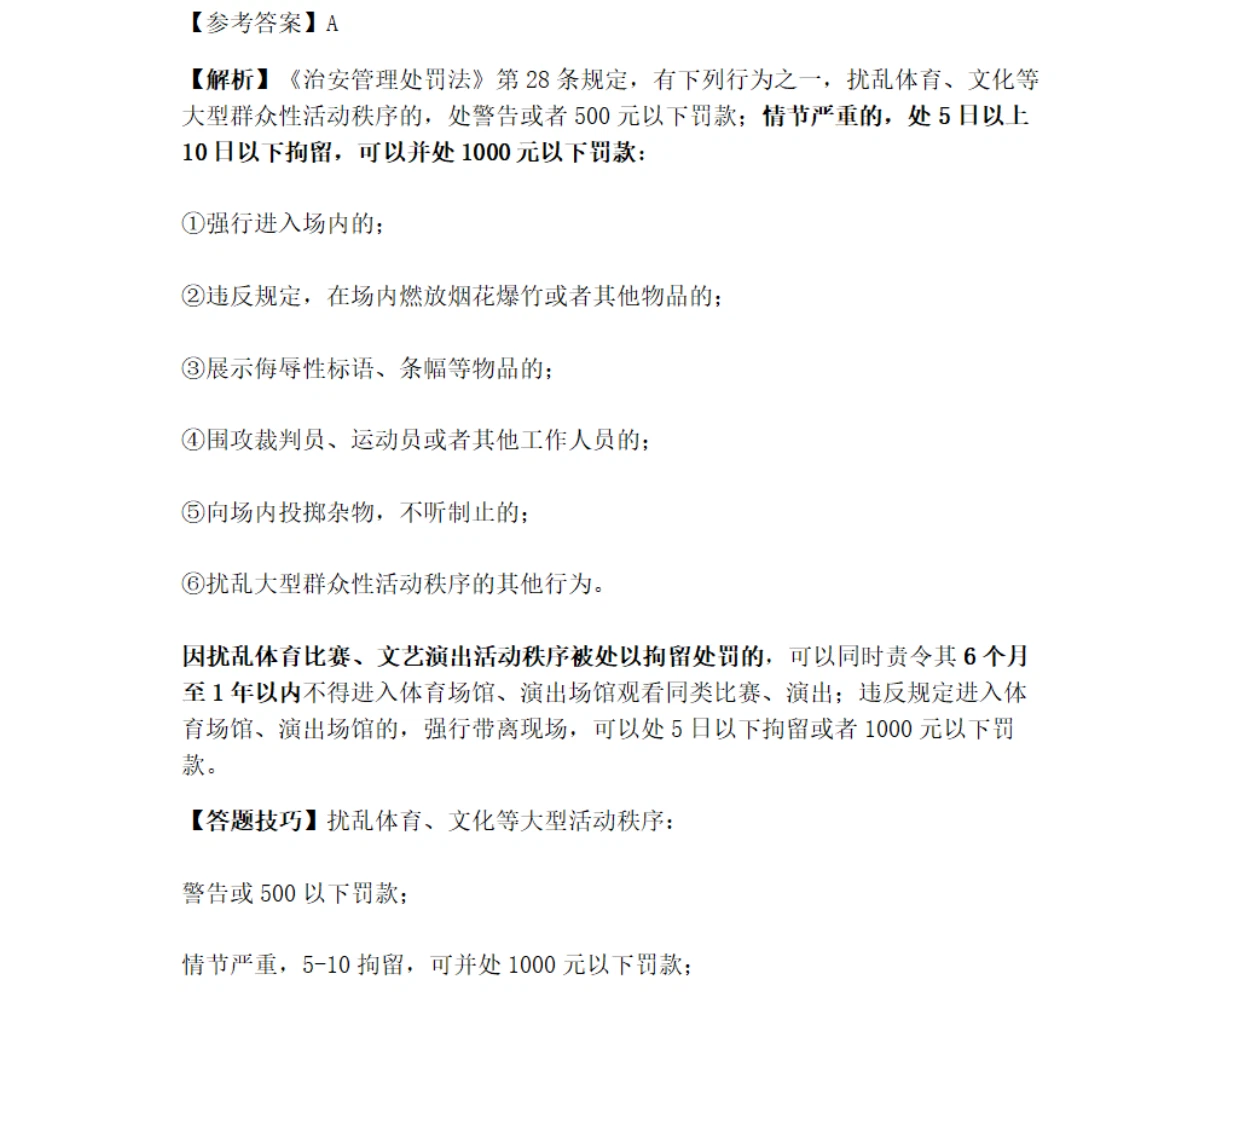 【参考答案】A
【解析】《治安管理处罚法》第 28 条规定，有下列行为之一，扰乱体育、文化等
大型群众性活动秩序的，处警告或者 500 元以下罚款；情节严重的，处 5 日以上
10 日以下拘留，可以并处 1000 元以下罚款：
①强行进入场内的；
②违反规定，在场内燃放烟花爆竹或者其他物品的；
③展示侮辱性标语、条幅等物品的；
④围攻裁判员、运动员或者其他工作人员的；
⑤向场内投掷杂物，不听制止的；
⑥扰乱大型群众性活动秩序的其他行为。
因扰乱体育比赛、文艺演出活动秩序被处以拘留处罚的，可以同时责令其 6 个月
至 1 年以内不得进入体育场馆、演出场馆观看同类比赛、演出；违反规定进入体
育场馆、演出场馆的，强行带离现场，可以处 5 日以下拘留或者 1000 元以下罚
款。
【答题技巧】扰乱体育、文化等大型活动秩序：
警告或 500 以下罚款；
情节严重，5-10 拘留，可并处 1000 元以下罚款；